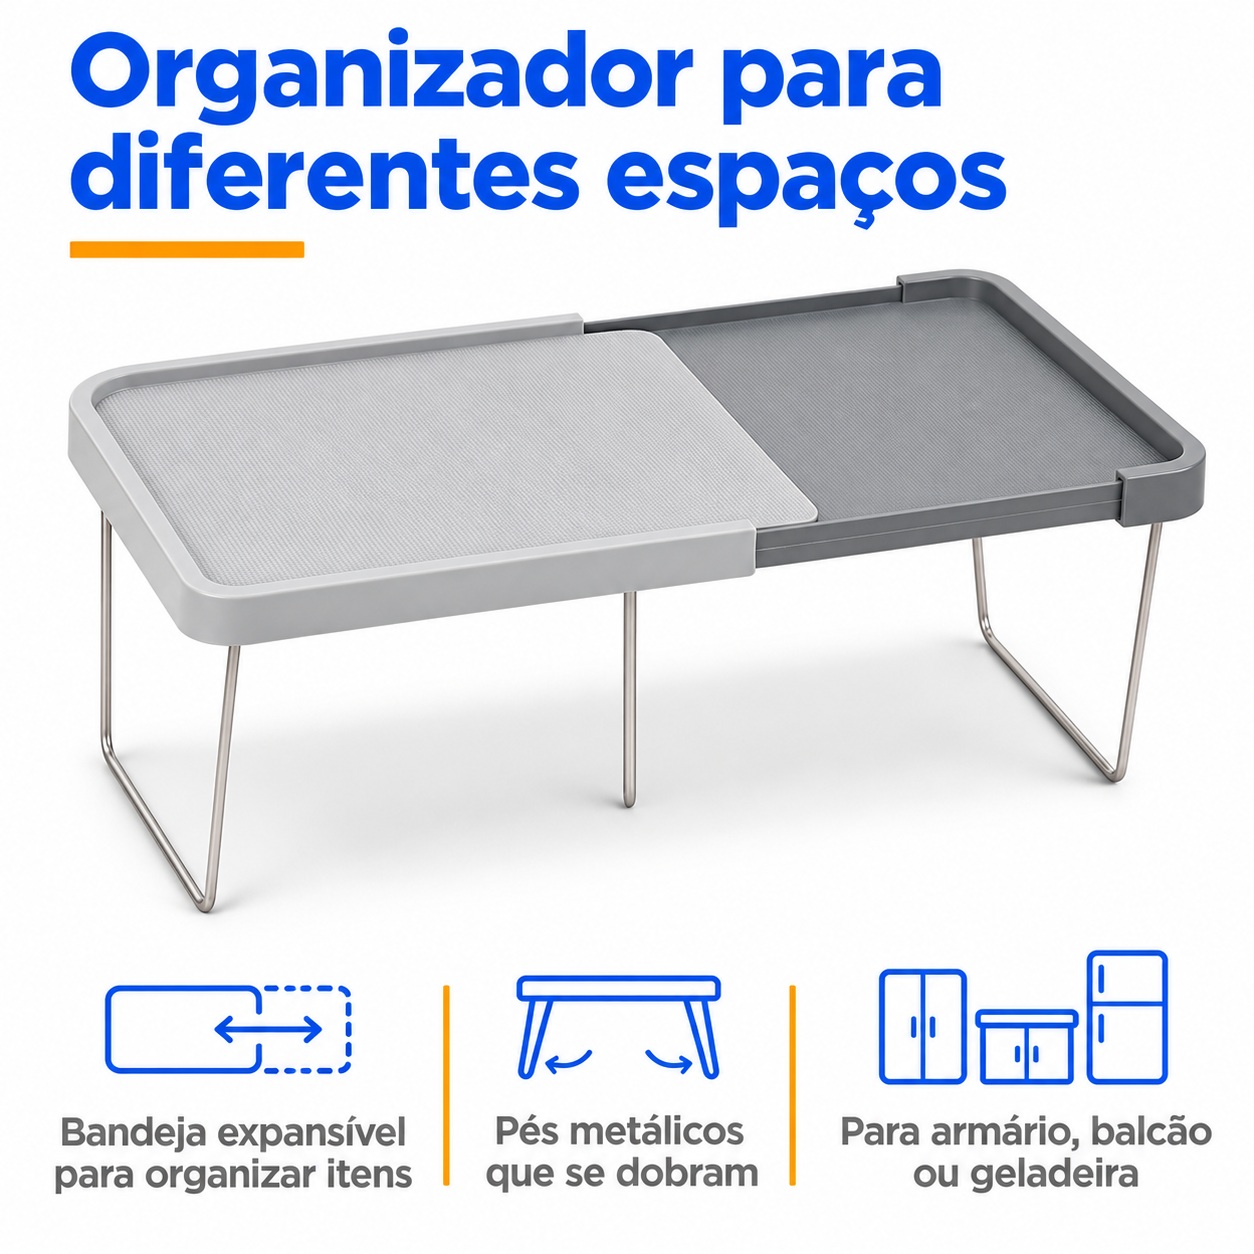 Organizador para
diferentes espaços
Bandeja expansível
para organizar itens
Pés metálicos
que se dobram
Para armário, balcão
ou geladeira